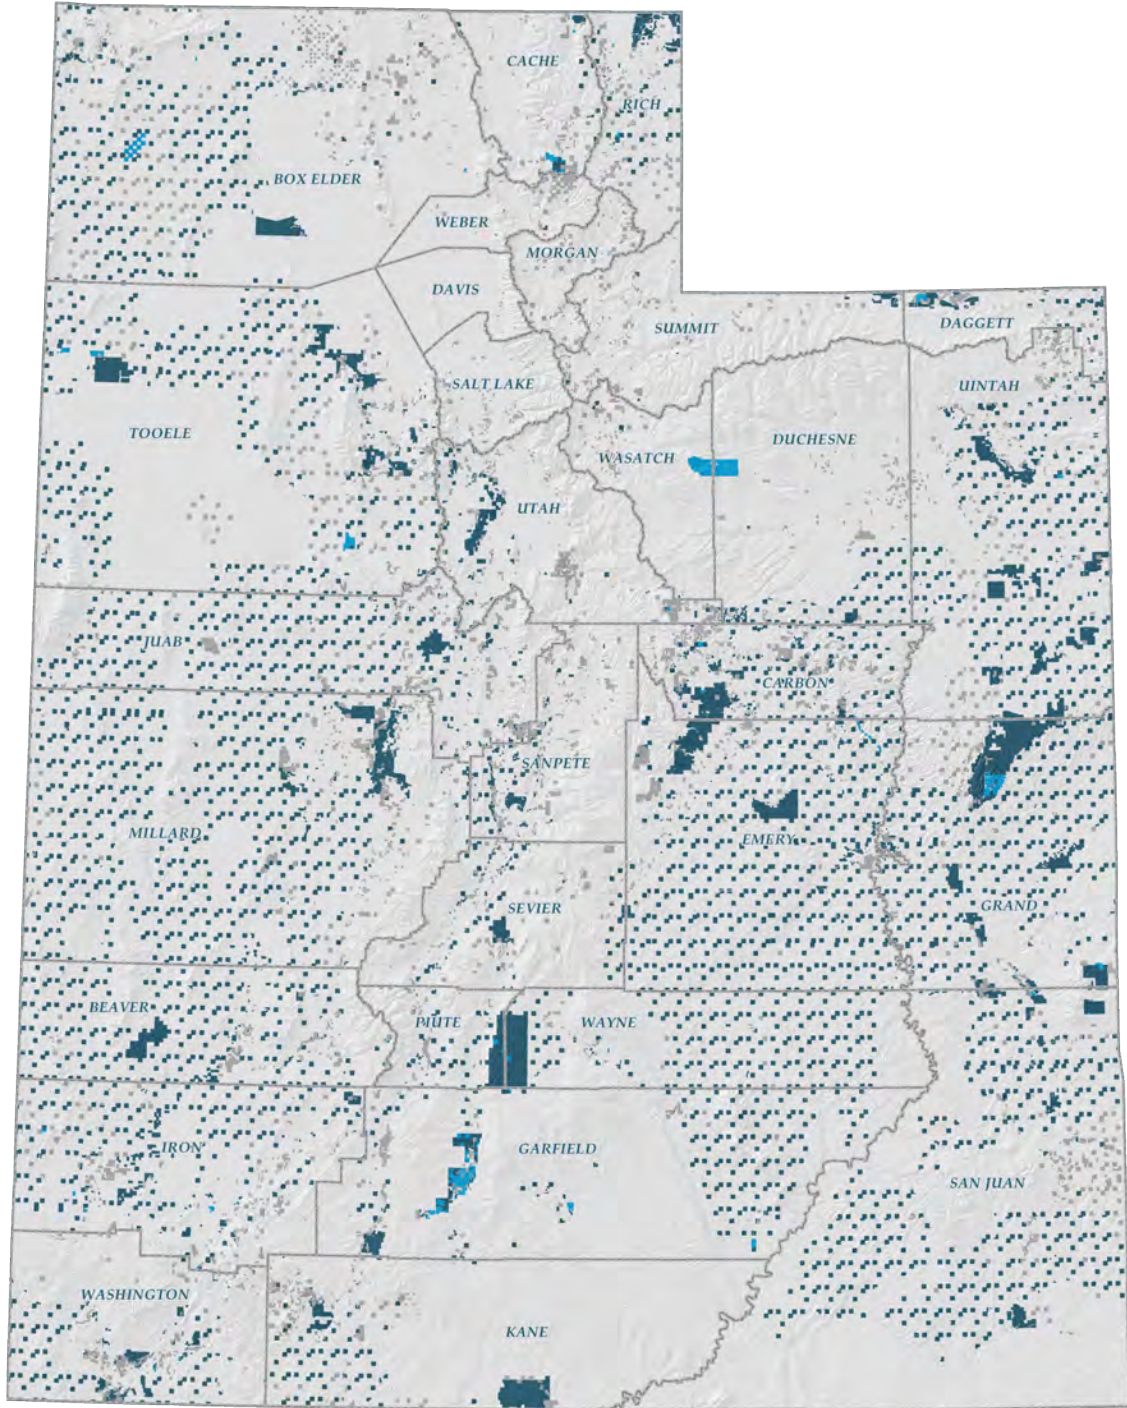 CACHE
RICH
BOX ELDER
WEBER
MORGAN
DAVIS
SUMMIT
DAGGETT
SALT LAKE
UINTAH
TOOELE
DUCHESNE
WASATCH
UTAH
JUAB
CARBON
SANPETE
MILLARD
EMERY
SEVIER
GRAND
BEAVER
PIUTE
WAYNE
IRON
GARFIELD
SAN JUAN
WASHINGTON
KANE